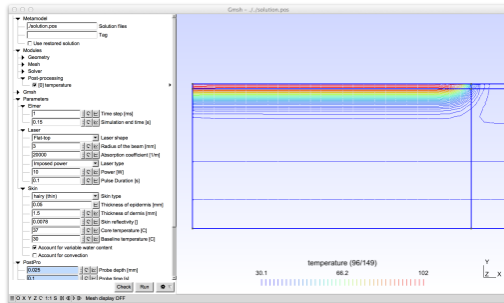 Gmsh - ././solution.pos
Metamodel
./solution.pos Solution files
Tag
Use restored solution
Modules
Geometry
Mesh
Solver
Post-processing
[0] temperature
Gmsh
Parameters
Elmer
1 Time step [ms]
0.15 Simulation end time [s]
Laser
Flat-top Laser shape
3 Radius of the beam [mm]
20000 Absorption coefficient [1/m]
Imposed power Laser type
10 Power [W]
0.1 Pulse Duration [s]
Skin
hairy (thin) Skin type
0.05 Thickness of epidermis [mm]
1.5 Thickness of dermis [mm]
0.0078 Skin reflectivity []
37 Core temperature [C]
30 Baseline temperature [C]
Account for variable water content
Account for convection
PostPro
0.025 Probe depth [mm]
0.1 Probe time [s]
Check Run
temperature (96/149)
30.1 66.2 102
Y
Z X
O X Y Z 1:1 S Mesh display OFF